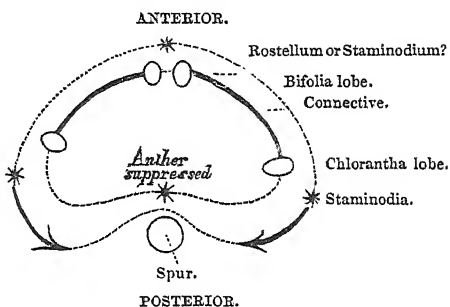 ANTERIOR.
Rostellum or Staminodium?
Bifolia lobe.
Connective.
Anther
suppressed
Chlorantha lobe.
Staminodia.
Spur.
POSTERIOR.